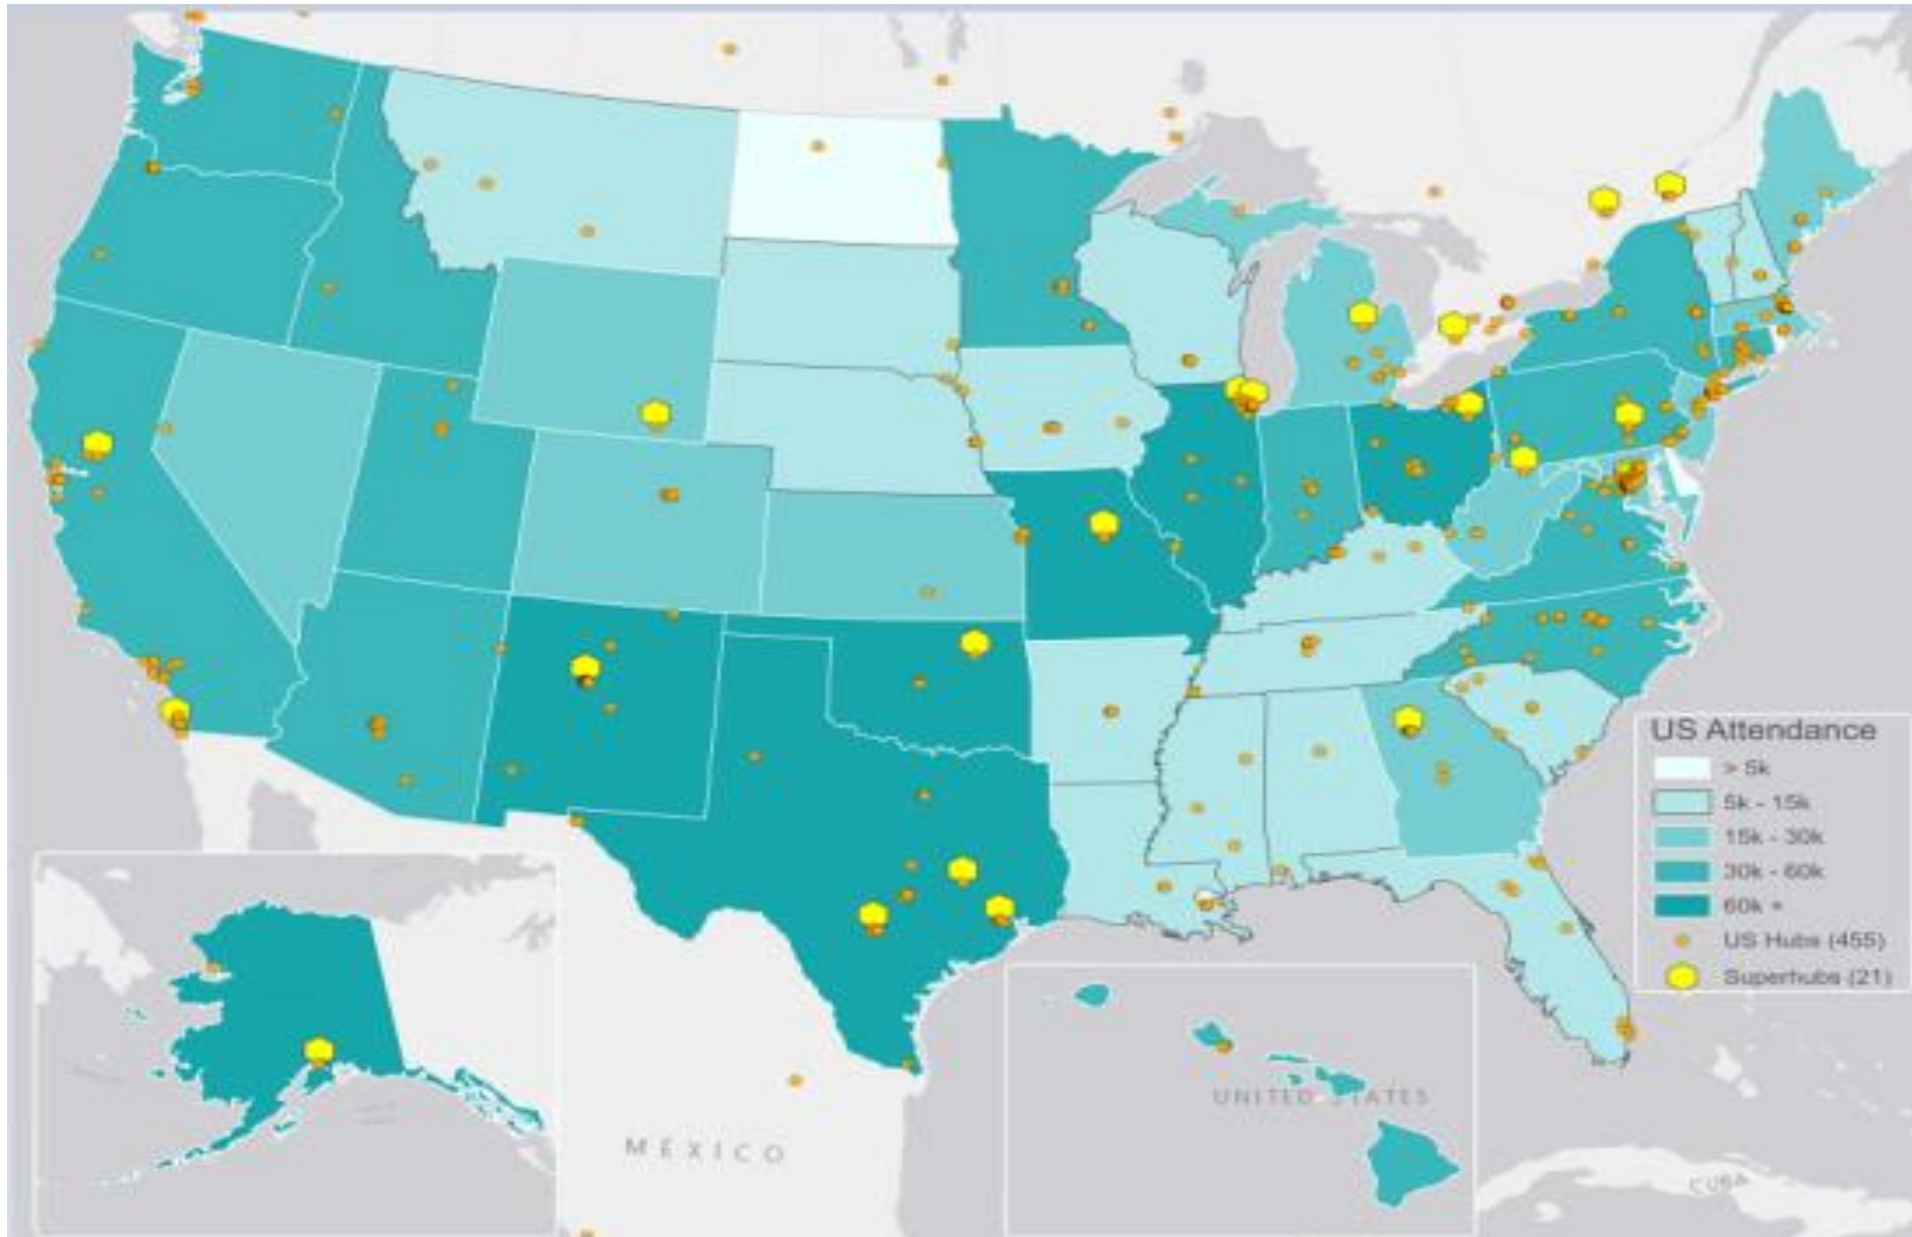 US Attendance
> 5k
5k - 15k
15k - 30k
30k - 60k
60k +
US Hubs (455)
Superhubs (21)
UNITED STATES
MEXICO
CUBA